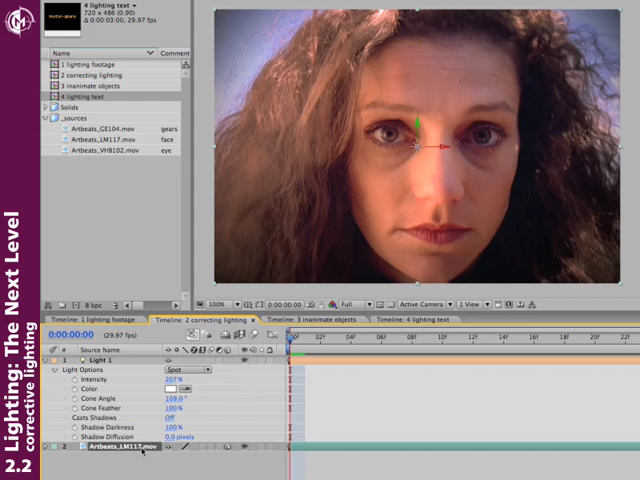 4 lighting text
720 x 486 (0.90)
Δ 0:00:03:00, 29.97 fps
Name
Comment
1 lighting footage
2 correcting lighting
3 inanimate objects
4 lighting text
Solids
_sources
Artbeats_GE104.mov gears
Artbeats_LM117.mov face
Artbeats_VHB102.mov eye
8 bpc
100%
0:00:00:00
Full
Active Camera
1 View
Timeline: 1 lighting footage
Timeline: 2 correcting lighting
Timeline: 3 inanimate objects
Timeline: 4 lighting text
0:00:00:00
(29.97 fps)
# Source Name
00f 02f 04f 06f 08f 10f 12f 14f 16f 18f 20f 22f
1 Light 1
Light Options
Spot
Intensity 207 %
Color
Cone Angle 109.0 °
Cone Feather 100 %
Casts Shadows Off
Shadow Darkness 100 %
Shadow Diffusion 0.0 pixels
2 Artbeats_LM117.mov
2.2 Lighting: The Next Level
corrective lighting